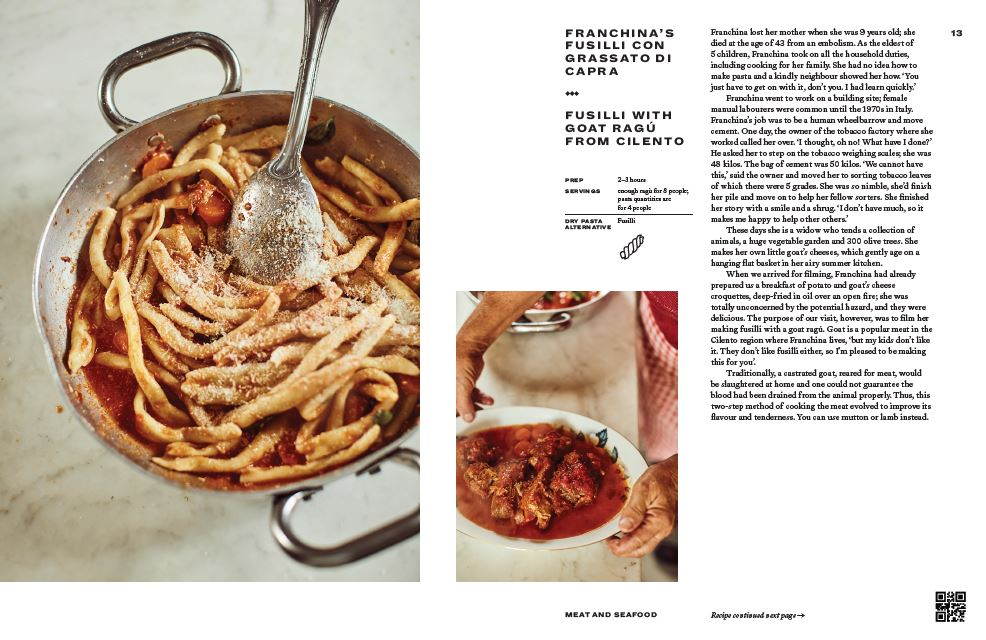 FRANCHINA'S
FUSILLI CON
GRASSATO DI
CAPRA
FUSILLI WITH
GOAT RAGÚ
FROM CILENTO
PREP 2–3 hours
SERVINGS enough ragù for 8 people;
pasta quantities are
for 4 people
DRY PASTA Fusilli
ALTERNATIVE
Franchina lost her mother when she was 9 years old; she
died at the age of 43 from an embolism. As the eldest of
5 children, Franchina took on all the household duties,
including cooking for her family. She had no idea how to
make pasta and a kindly neighbour showed her how. 'You
just have to get on with it, don't you. I had learn quickly.'
Franchina went to work on a building site; female
manual labourers were common until the 1970s in Italy.
Franchina's job was to be a human wheelbarrow and move
cement. One day, the owner of the tobacco factory where she
worked called her over. 'I thought, oh no! What have I done?'
He asked her to step on the tobacco weighing scales; she was
48 kilos. The bag of cement was 50 kilos. 'We cannot have
this,' said the owner and moved her to sorting tobacco leaves
of which there were 5 grades. She was so nimble, she'd finish
her pile and move on to help her fellow sorters. She finished
her story with a smile and a shrug. 'I don't have much, so it
makes me happy to help other others.'
These days she is a widow who tends a collection of
animals, a huge vegetable garden and 300 olive trees. She
makes her own little goat's cheeses, which gently age on a
hanging flat basket in her airy summer kitchen.
When we arrived for filming, Franchina had already
prepared us a breakfast of potato and goat's cheese
croquettes, deep-fried in oil over an open fire; she was
totally unconcerned by the potential hazard, and they were
delicious. The purpose of our visit, however, was to film her
making fusilli with a goat ragú. Goat is a popular meat in the
Cilento region where Franchina lives, 'but my kids don't like
it. They don't like fusilli either, so I'm pleased to be making
this for you'.
Traditionally, a castrated goat, reared for meat, would
be slaughtered at home and one could not guarantee the
blood had been drained from the animal properly. Thus, this
two-step method of cooking the meat evolved to improve its
flavour and tenderness. You can use mutton or lamb instead.
13
MEAT AND SEAFOOD
Recipe continued next page→